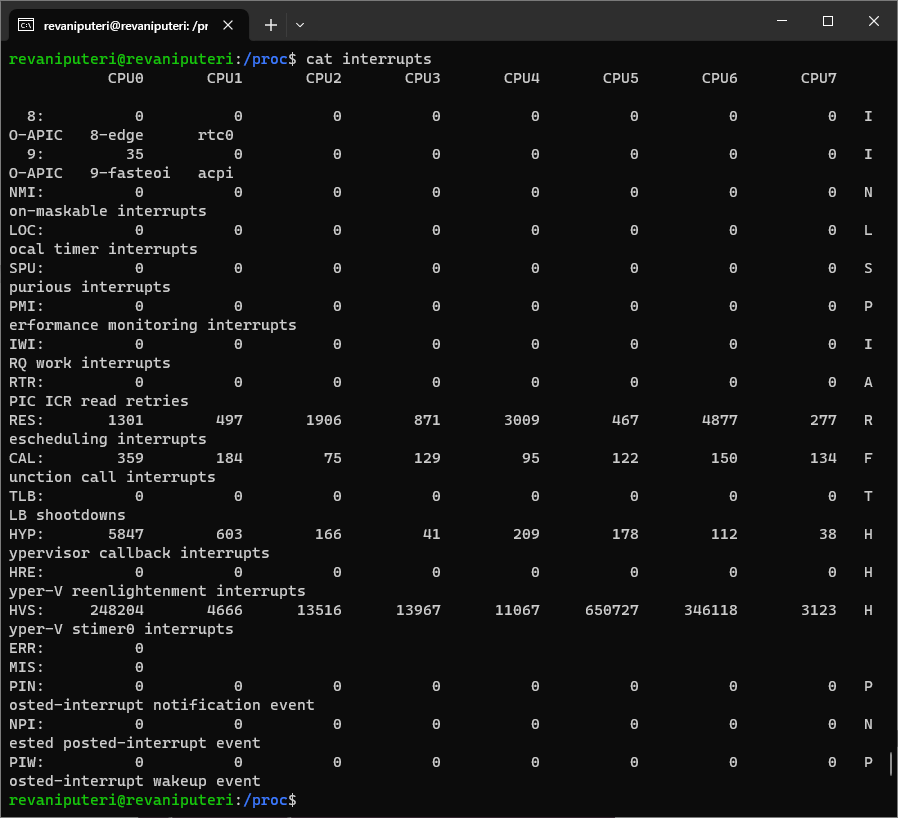 revaniputeri@revaniputeri: /pr
revaniputeri@revaniputeri:/proc$ cat interrupts
           CPU0       CPU1       CPU2       CPU3       CPU4       CPU5       CPU6       CPU7
  8:          0          0          0          0          0          0          0          0   I
O-APIC   8-edge      rtc0
  9:         35          0          0          0          0          0          0          0   I
O-APIC   9-fasteoi   acpi
NMI:          0          0          0          0          0          0          0          0   N
on-maskable interrupts
LOC:          0          0          0          0          0          0          0          0   L
ocal timer interrupts
SPU:          0          0          0          0          0          0          0          0   S
purious interrupts
PMI:          0          0          0          0          0          0          0          0   P
erformance monitoring interrupts
IWI:          0          0          0          0          0          0          0          0   I
RQ work interrupts
RTR:          0          0          0          0          0          0          0          0   A
PIC ICR read retries
RES:       1301        497       1906        871       3009        467       4877        277   R
escheduling interrupts
CAL:        359        184         75        129         95        122        150        134   F
unction call interrupts
TLB:          0          0          0          0          0          0          0          0   T
LB shootdowns
HYP:       5847        603        166         41        209        178        112         38   H
ypervisor callback interrupts
HRE:          0          0          0          0          0          0          0          0   H
yper-V reenlightenment interrupts
HVS:     248204       4666      13516      13967      11067     650727     346118       3123   H
yper-V stimer0 interrupts
ERR:          0
MIS:          0
PIN:          0          0          0          0          0          0          0          0   P
osted-interrupt notification event
NPI:          0          0          0          0          0          0          0          0   N
ested posted-interrupt event
PIW:          0          0          0          0          0          0          0          0   P
osted-interrupt wakeup event
revaniputeri@revaniputeri:/proc$